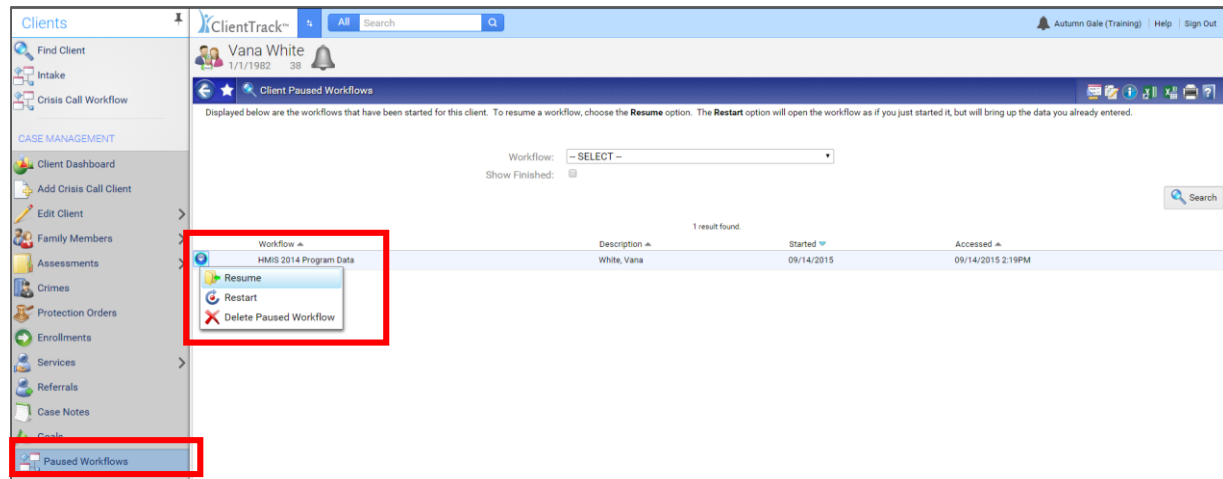 Clients
ClientTrack™
All Search
Autumn Gale (Training) | Help | Sign Out
Find Client
Intake
Crisis Call Workflow
CASE MANAGEMENT
Client Dashboard
Add Crisis Call Client
Edit Client
Family Members
Assessments
Crimes
Protection Orders
Enrollments
Services
Referrals
Case Notes
Goals
Paused Workflows
Vana White
1/1/1982 38
Client Paused Workflows
Displayed below are the workflows that have been started for this client. To resume a workflow, choose the Resume option. The Restart option will open the workflow as if you just started it, but will bring up the data you already entered.
Workflow: -- SELECT --
Show Finished:
Search
1 result found.
Workflow Description Started Accessed
HMIS 2014 Program Data White, Vana 09/14/2015 09/14/2015 2:19PM
Resume
Restart
Delete Paused Workflow